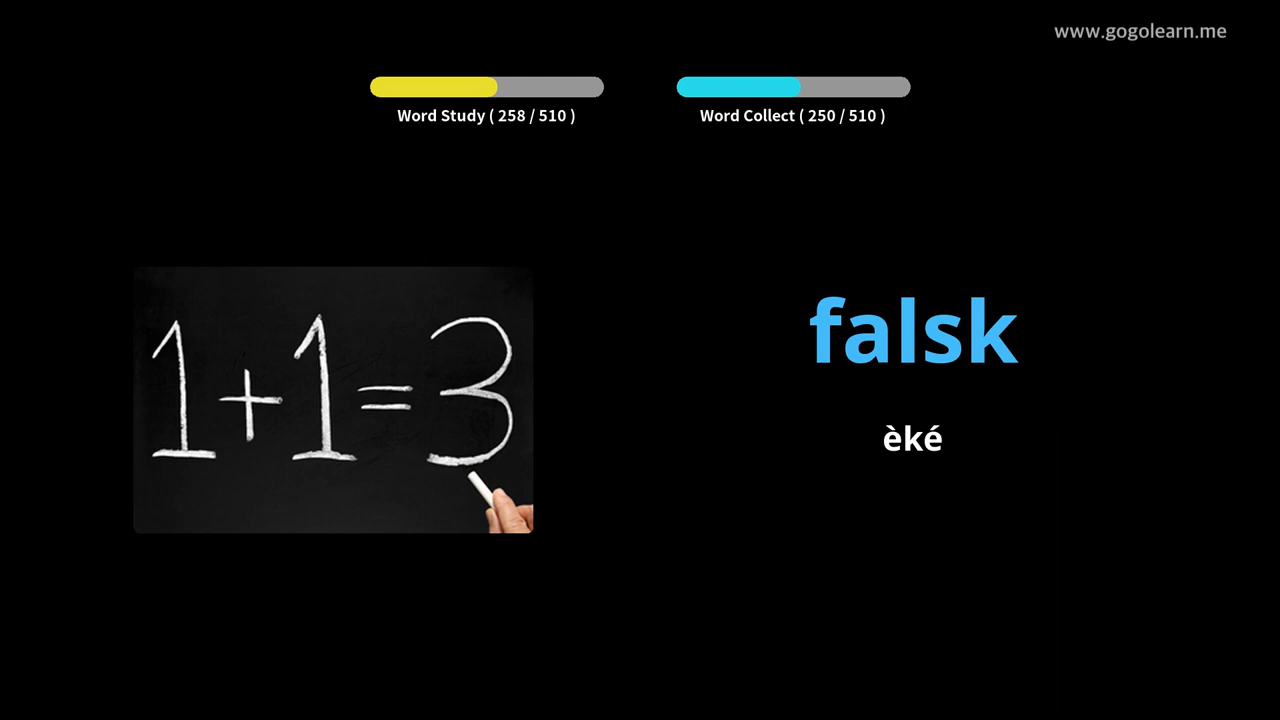 www.gogolearn.me
Word Study ( 258 / 510 )
Word Collect ( 250 / 510 )
1+1=3
falsk
èké